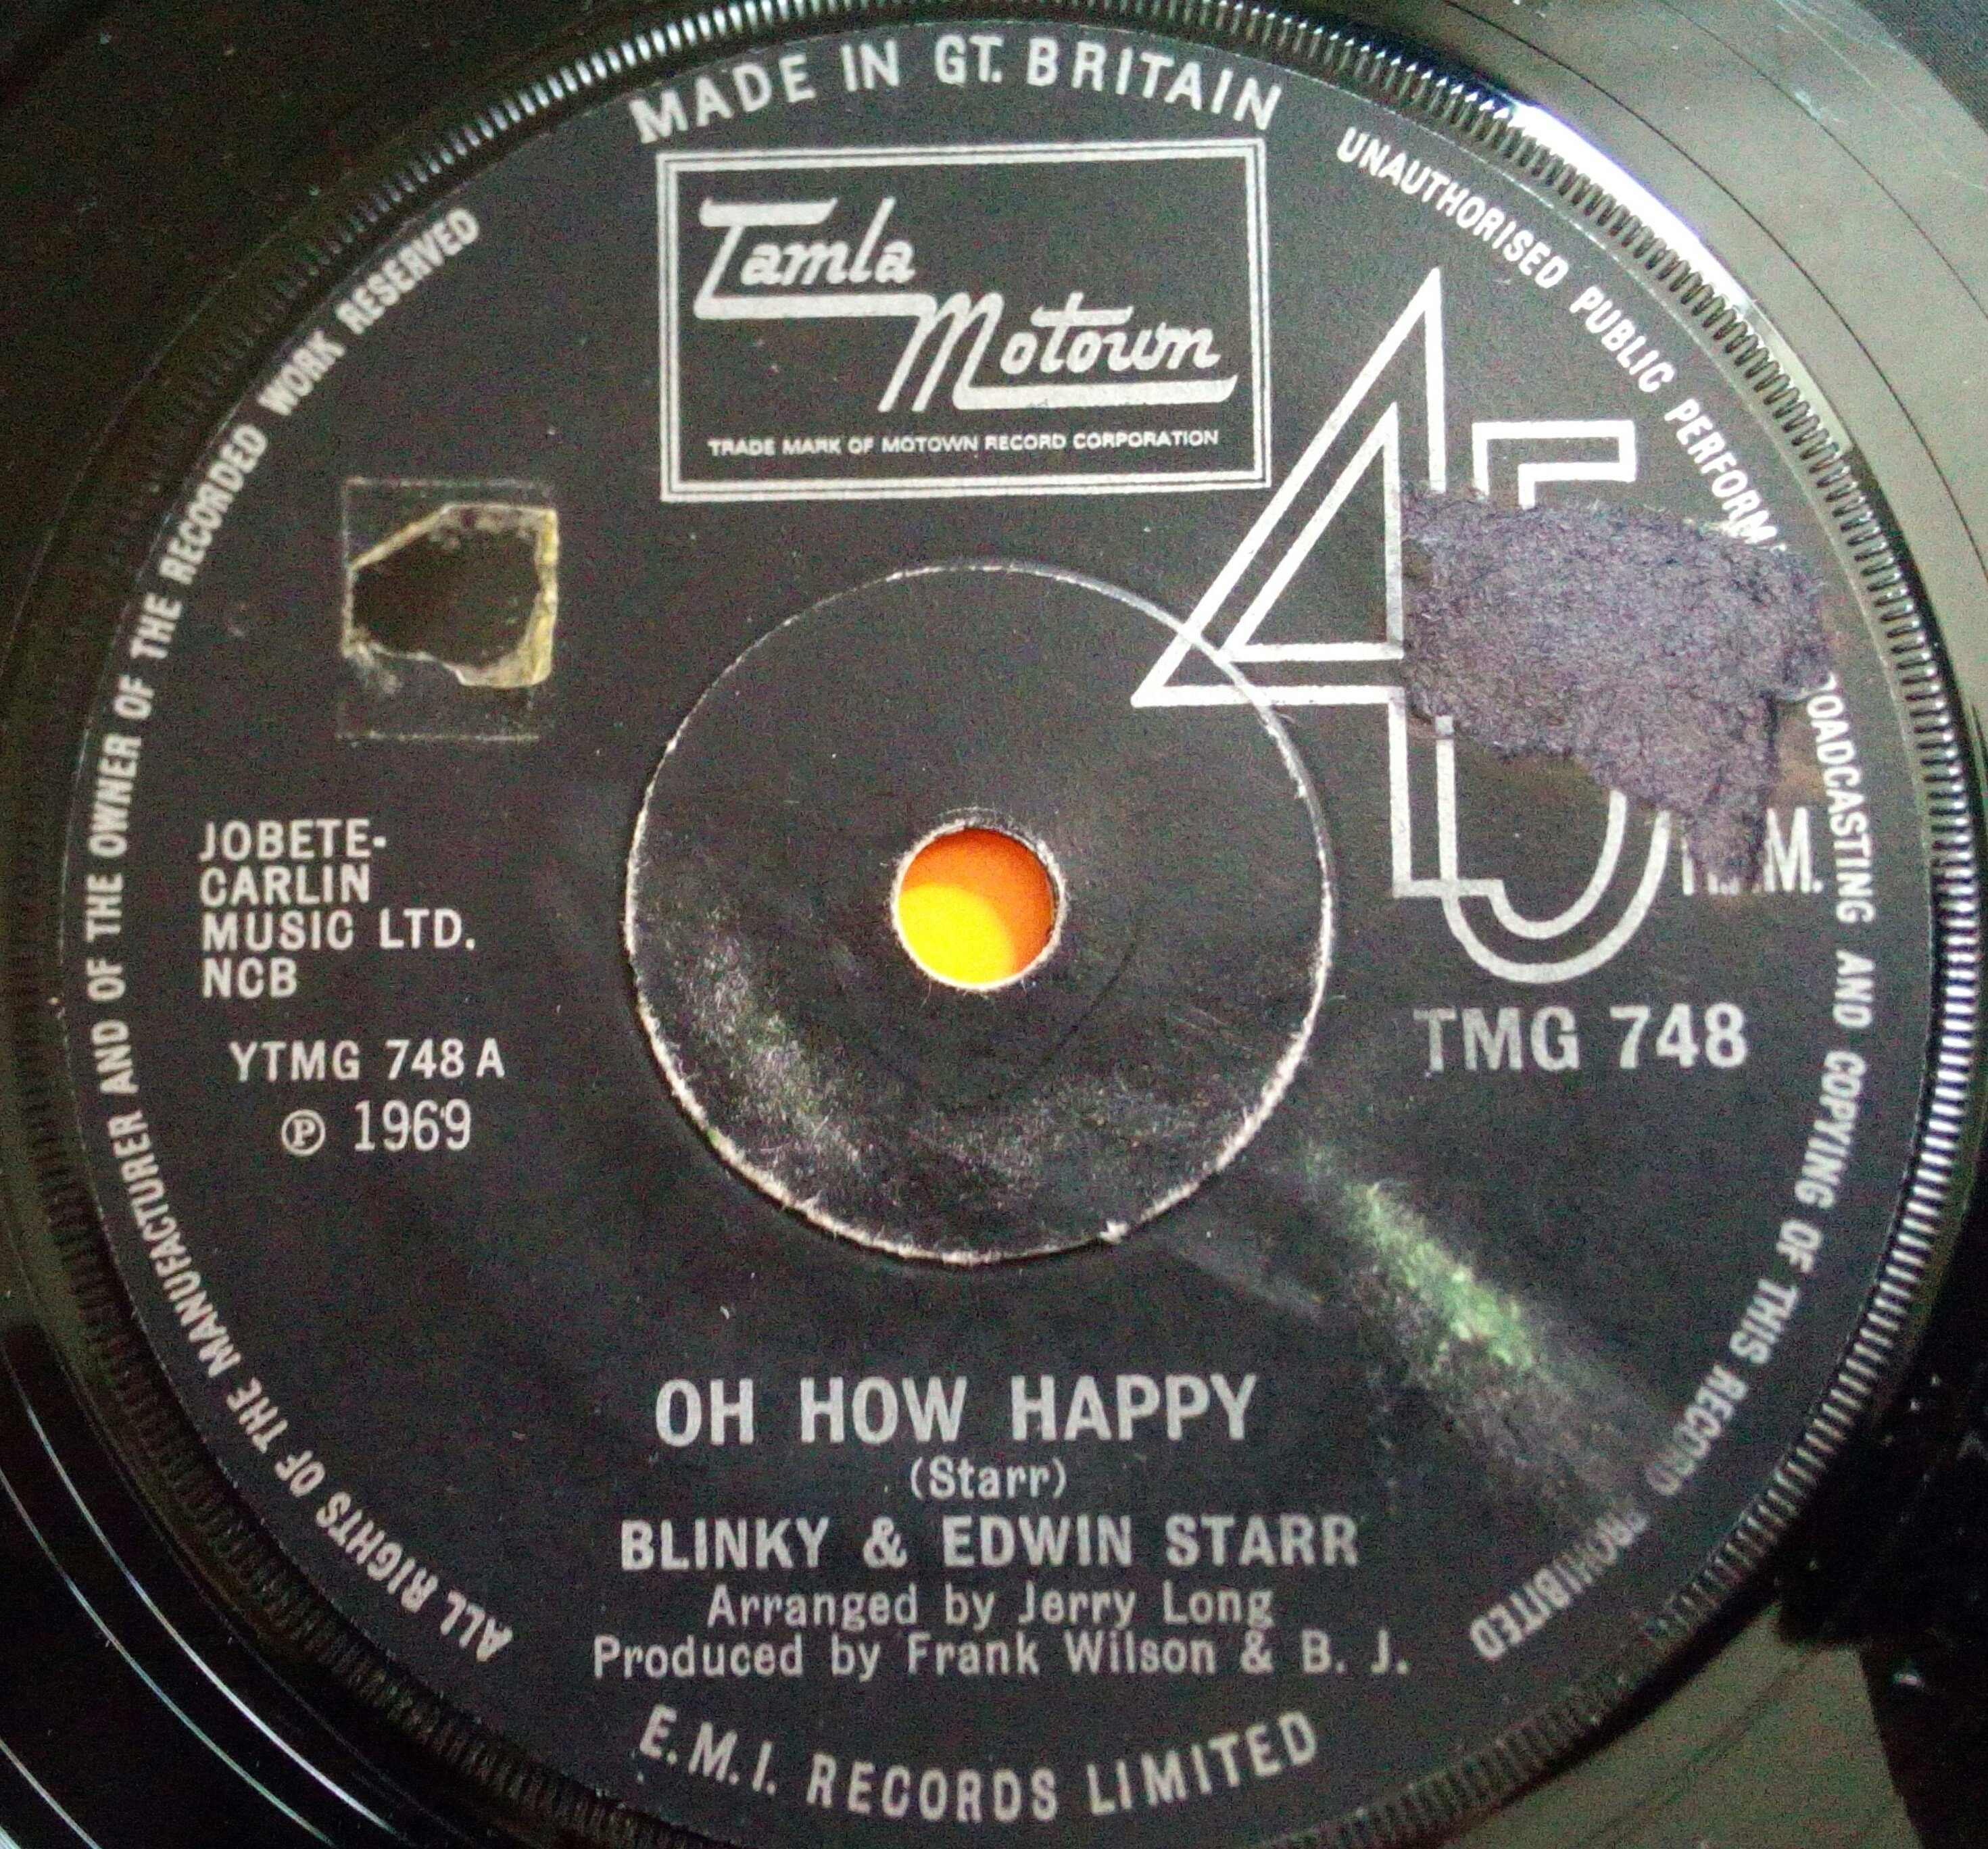 MADE IN GT. BRITAIN
Tamla
Motown
TRADE MARK OF MOTOWN RECORD CORPORATION
UNAUTHORISED PUBLIC PERFORM OADCASTING AND COPYING OF THIS RECORD PROHIBITED
ALL RIGHTS OF THE MANUFACTURER AND OF THE OWNER OF THE RECORDED WORK RESERVED
45
M.
JOBETE-
CARLIN
MUSIC LTD.
NCB
YTMG 748 A
℗ 1969
TMG 748
OH HOW HAPPY
(Starr)
BLINKY & EDWIN STARR
Arranged by Jerry Long
Produced by Frank Wilson & B. J.
E.M.I. RECORDS LIMITED